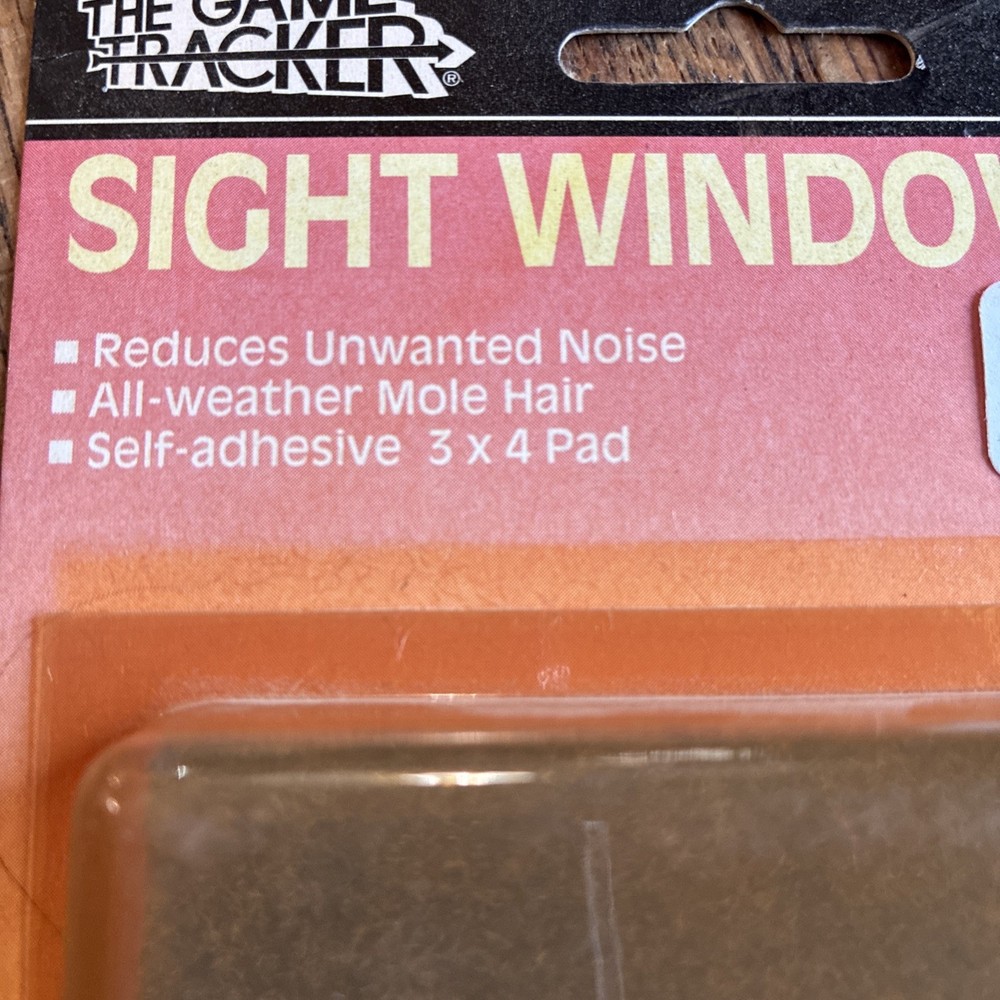 THE GAME
TRACKER®
SIGHT WINDOW
Reduces Unwanted Noise
All-weather Mole Hair
Self-adhesive 3 x 4 Pad